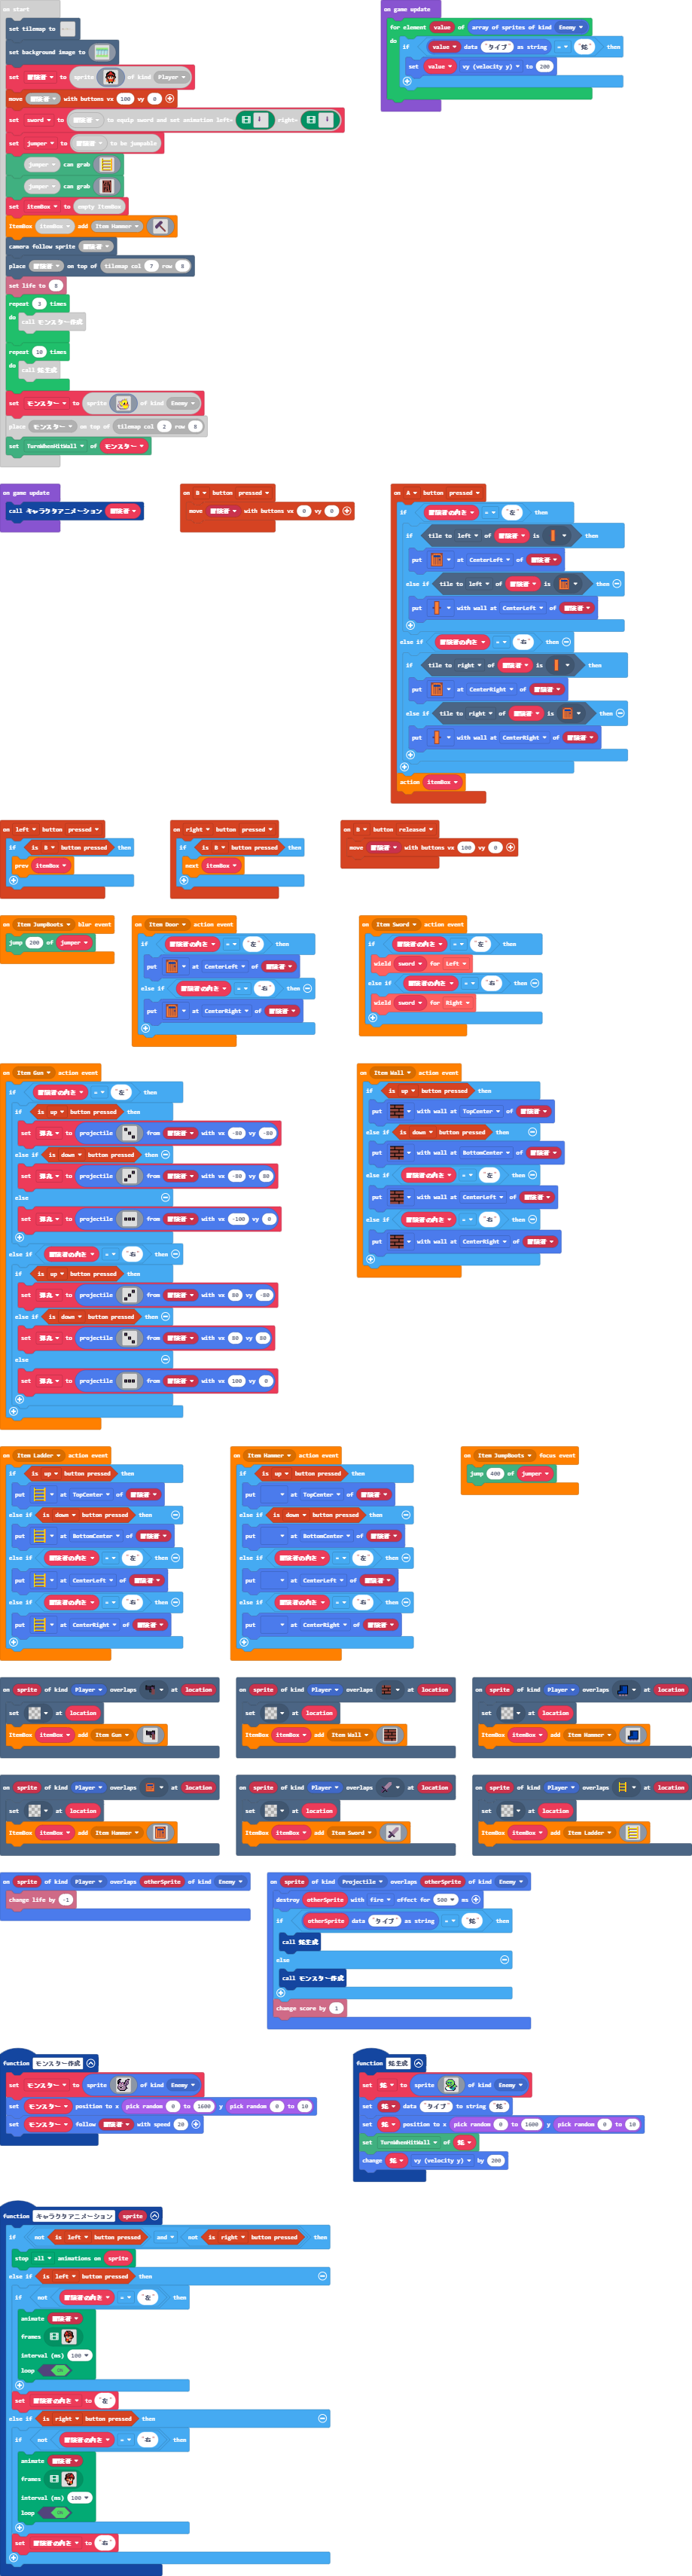 on start
set tilemap to
set background image to
set 冒険者 to sprite of kind Player
move 冒険者 with buttons vx 100 vy 0
set sword to 冒険者 to equip sword and set animation left= right=
set jumper to 冒険者 to be jumpable
jumper can grab
jumper can grab
set itemBox to empty ItemBox
ItemBox itemBox add Item Hammer
camera follow sprite 冒険者
place 冒険者 on top of tilemap col 7 row 6
set life to 8
repeat 3 times
do call モンスター作成
repeat 10 times
do call 蛇生成
set モンスター to sprite of kind Enemy
place モンスター on top of tilemap col 2 row 8
set TurnWhenHitWall of モンスター
on game update
for element value of array of sprites of kind Enemy
do if value data "タイプ" as string = "蛇" then
set value vy (velocity y) to 200
on game update
call キャラクタアニメーション 冒険者
on B button pressed
move 冒険者 with buttons vx 0 vy 0
on A button pressed
if 冒険者の向き = "左" then
if tile to left of 冒険者 is then
put at CenterLeft of 冒険者
else if tile to left of 冒険者 is then
put with wall at CenterLeft of 冒険者
else if 冒険者の向き = "右" then
if tile to right of 冒険者 is then
put at CenterRight of 冒険者
else if tile to right of 冒険者 is then
put with wall at CenterRight of 冒険者
action itemBox
on left button pressed
if is B button pressed then
prev itemBox
on right button pressed
if is B button pressed then
next itemBox
on B button released
move 冒険者 with buttons vx 100 vy 0
on Item JumpBoots blur event
jump 200 of jumper
on Item Door action event
if 冒険者の向き = "左" then
put at CenterLeft of 冒険者
else if 冒険者の向き = "右" then
put at CenterRight of 冒険者
on Item Sword action event
if 冒険者の向き = "左" then
wield sword for Left
else if 冒険者の向き = "右" then
wield sword for Right
on Item Gun action event
if 冒険者の向き = "左" then
if is up button pressed then
set 弾丸 to projectile from 冒険者 with vx -80 vy -80
else if is down button pressed then
set 弾丸 to projectile from 冒険者 with vx -80 vy 80
else
set 弾丸 to projectile from 冒険者 with vx -100 vy 0
else if 冒険者の向き = "右" then
if is up button pressed then
set 弾丸 to projectile from 冒険者 with vx 80 vy -80
else if is down button pressed then
set 弾丸 to projectile from 冒険者 with vx 80 vy 80
else
set 弾丸 to projectile from 冒険者 with vx 100 vy 0
on Item Wall action event
if is up button pressed then
put with wall at TopCenter of 冒険者
else if is down button pressed then
put with wall at BottomCenter of 冒険者
else if 冒険者の向き = "左" then
put with wall at CenterLeft of 冒険者
else if 冒険者の向き = "右" then
put with wall at CenterRight of 冒険者
on Item Ladder action event
if is up button pressed then
put at TopCenter of 冒険者
else if is down button pressed then
put at BottomCenter of 冒険者
else if 冒険者の向き = "左" then
put at CenterLeft of 冒険者
else if 冒険者の向き = "右" then
put at CenterRight of 冒険者
on Item Hammer action event
if is up button pressed then
put at TopCenter of 冒険者
else if is down button pressed then
put at BottomCenter of 冒険者
else if 冒険者の向き = "左" then
put at CenterLeft of 冒険者
else if 冒険者の向き = "右" then
put at CenterRight of 冒険者
on Item JumpBoots focus event
jump 400 of jumper
on sprite of kind Player overlaps at location
set at location
ItemBox itemBox add Item Gun
on sprite of kind Player overlaps at location
set at location
ItemBox itemBox add Item Wall
on sprite of kind Player overlaps at location
set at location
ItemBox itemBox add Item Hammer
on sprite of kind Player overlaps at location
set at location
ItemBox itemBox add Item Hammer
on sprite of kind Player overlaps at location
set at location
ItemBox itemBox add Item Sword
on sprite of kind Player overlaps at location
set at location
ItemBox itemBox add Item Ladder
on sprite of kind Player overlaps otherSprite of kind Enemy
change life by -1
on sprite of kind Projectile overlaps otherSprite of kind Enemy
destroy otherSprite with fire effect for 500 ms
if otherSprite data "タイプ" as string = "蛇" then
call 蛇生成
else
call モンスター作成
change score by 1
function モンスター作成
set モンスター to sprite of kind Enemy
set モンスター position to x pick random 0 to 1600 y pick random 0 to 10
set モンスター follow 冒険者 with speed 20
function 蛇生成
set 蛇 to sprite of kind Enemy
set 蛇 data "タイプ" to string "蛇"
set 蛇 position to x pick random 0 to 1600 y pick random 0 to 10
set TurnWhenHitWall of 蛇
change 蛇 vy (velocity y) by 200
function キャラクタアニメーション sprite
if not is left button pressed and not is right button pressed then
stop all animations on sprite
else if is left button pressed then
if not 冒険者の向き = "左" then
animate 冒険者
frames
interval (ms) 100
loop ON
set 冒険者の向き to "左"
else if is right button pressed then
if not 冒険者の向き = "右" then
animate 冒険者
frames
interval (ms) 100
loop ON
set 冒険者の向き to "右"